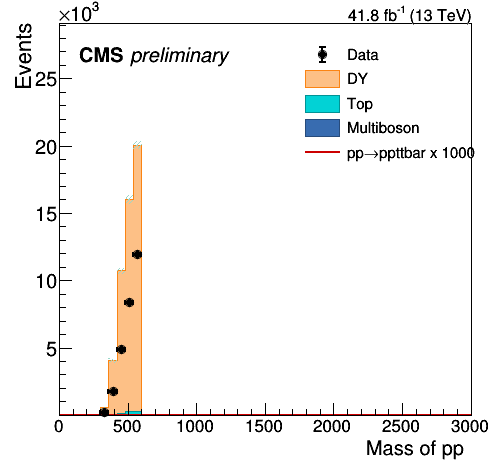 ×10³
41.8 fb⁻¹ (13 TeV)
Events
CMS preliminary
Data
DY
Top
Multiboson
pp→ppttbar x 1000
25
20
15
10
5
0 500 1000 1500 2000 2500 3000
Mass of pp